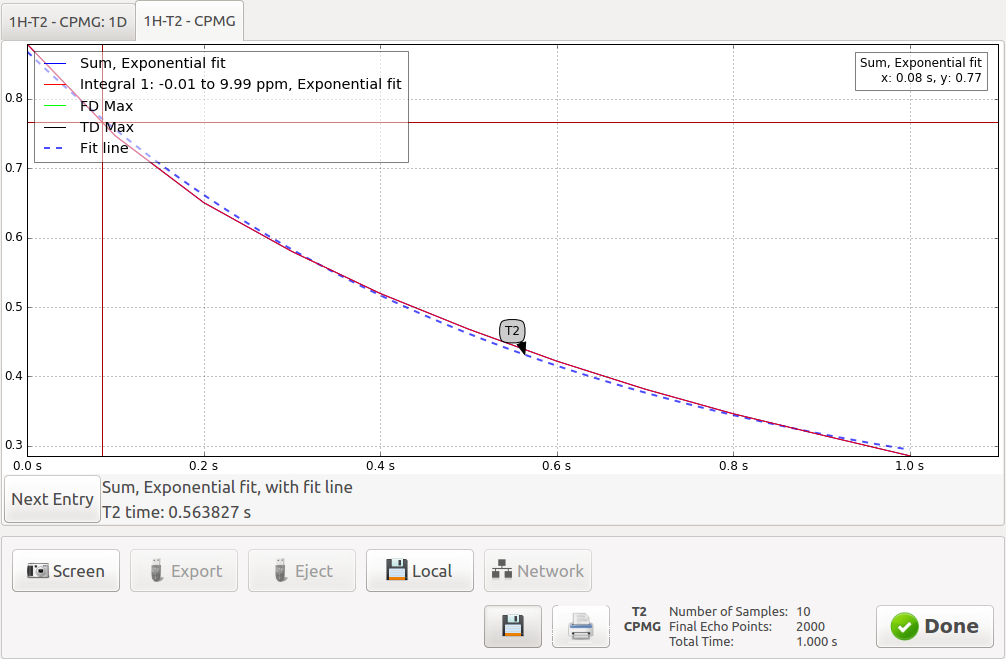 1H-T2 - CPMG: 1D
1H-T2 - CPMG
Sum, Exponential fit
Integral 1: -0.01 to 9.99 ppm, Exponential fit
FD Max
TD Max
Fit line
Sum, Exponential fit
x: 0.08 s, y: 0.77
0.8
0.7
0.6
0.5
0.4
0.3
T2
0.0 s 0.2 s 0.4 s 0.6 s 0.8 s 1.0 s
Next Entry
Sum, Exponential fit, with fit line
T2 time: 0.563827 s
Screen
Export
Eject
Local
Network
T2
CPMG
Number of Samples: 10
Final Echo Points: 2000
Total Time: 1.000 s
Done